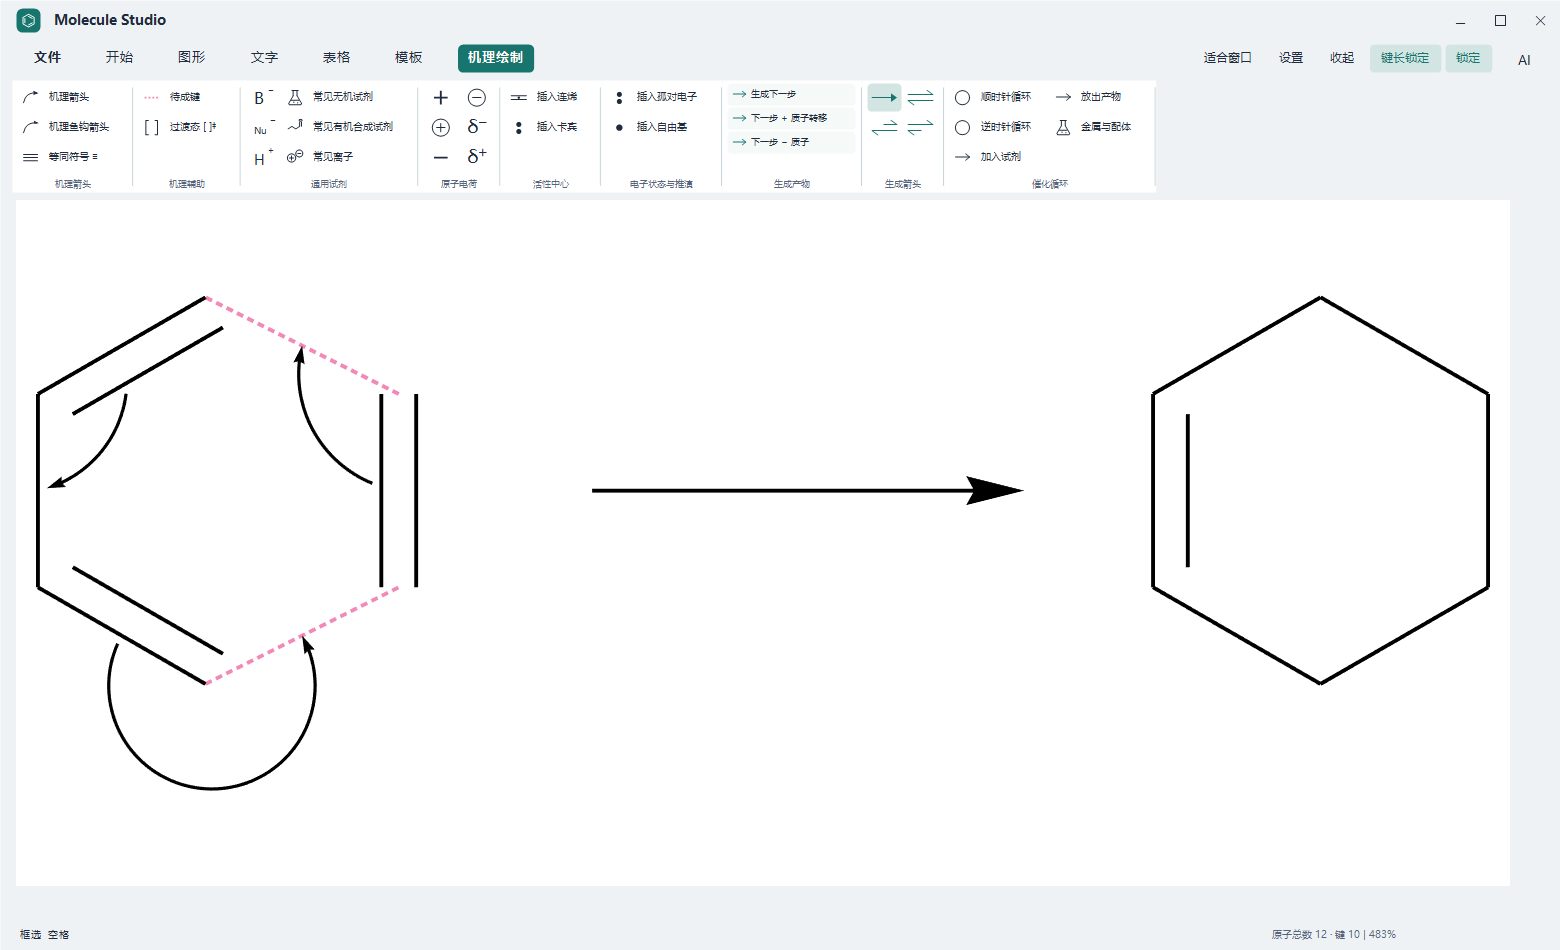 Molecule Studio
文件 开始 图形 文字 表格 模板 机理绘制 适合窗口 设置 收起 键长锁定 锁定 AI
机理箭头 待成键 B⁻ 常见无机试剂 + ⊖ 插入连烯 插入孤对电子 生成下一步 顺时针循环 放出产物
机理鱼钩箭头 过渡态 [ ]‡ Nu⁻ 常见有机合成试剂 ⊕ δ⁻ 插入卡宾 插入自由基 下一步 + 质子转移 逆时针循环 金属与配体
等同符号 ≡ H⁺ 常见离子 − δ⁺ 下一步 − 质子 加入试剂
机理箭头 机理辅助 通用试剂 原子电荷 活性中心 电子状态与推演 生成产物 生成箭头 催化循环
框选 空格 原子总数 12 · 键 10 | 483%